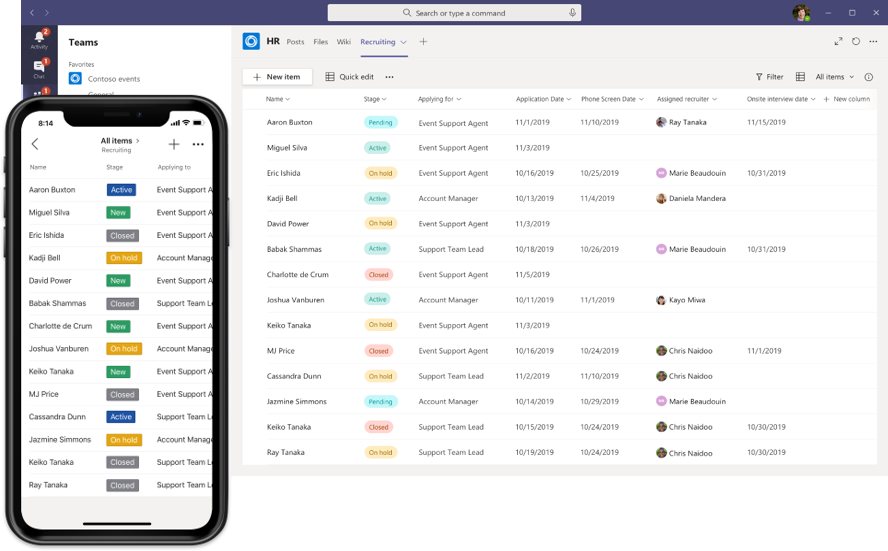 Search or type a command
2
Activity
Teams
HR Posts Files Wiki Recruiting
1
Chat
Favorites
Contoso events
New item Quick edit Filter All items
1
General
Name Stage Applying for Application Date Phone Screen Date Assigned recruiter Onsite interview date New column
Aaron Buxton Pending Event Support Agent 11/1/2019 11/10/2019 Ray Tanaka 11/15/2019
Miguel Silva Active Event Support Agent 11/3/2019
Eric Ishida On hold Event Support Agent 10/16/2019 10/25/2019 Marie Beaudouin 10/31/2019
Kadji Bell Active Account Manager 10/13/2019 11/4/2019 Daniela Mandera
David Power On hold Event Support Agent 11/3/2019
Babak Shammas Active Support Team Lead 10/18/2019 10/26/2019 Marie Beaudouin 10/31/2019
Charlotte de Crum Closed Event Support Agent 11/5/2019
Joshua Vanburen Active Account Manager 10/11/2019 11/1/2019 Kayo Miwa
Keiko Tanaka On hold Event Support Agent 11/3/2019
MJ Price Closed Event Support Agent 10/16/2019 10/24/2019 Chris Naidoo 11/1/2019
Cassandra Dunn On hold Support Team Lead 11/2/2019 11/10/2019 Chris Naidoo
Jazmine Simmons Pending Account Manager 10/14/2019 10/29/2019 Marie Beaudouin
Keiko Tanaka Closed Support Team Lead 10/15/2019 10/24/2019 Chris Naidoo 10/30/2019
Ray Tanaka On hold Support Team Lead 10/19/2019 10/24/2019 Chris Naidoo 10/30/2019
8:14
All items
Recruiting
Name Stage Applying to
Aaron Buxton Active Event Support A
Miguel Silva New Event Support A
Eric Ishida Closed Event Support A
Kadji Bell On hold Account Manage
David Power New Event Support A
Babak Shammas Closed Support Team L
Charlotte de Crum New Event Support A
Joshua Vanburen On hold Account Manage
Keiko Tanaka New Event Support A
MJ Price Closed Event Support A
Cassandra Dunn Active Support Team L
Jazmine Simmons On hold Account Manage
Keiko Tanaka Closed Support Team L
Ray Tanaka Closed Support Team L